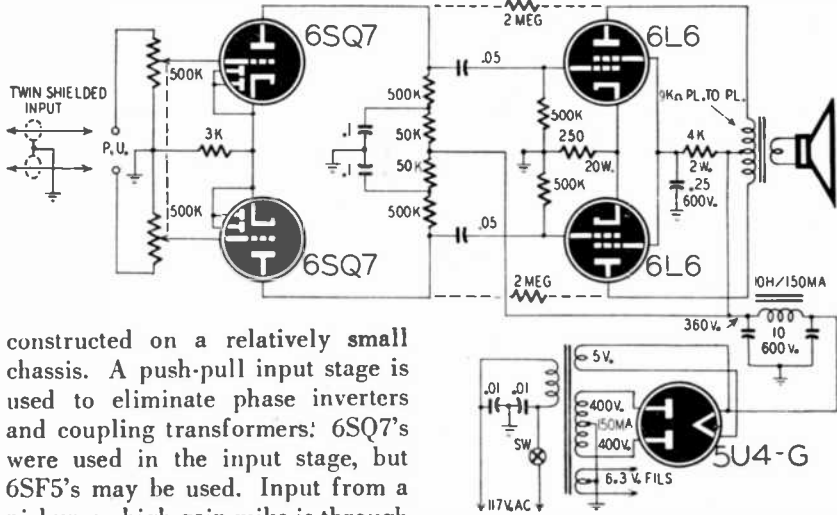 2 MEG
6SQ7
6L6
.05
500K
TWIN SHIELDED
INPUT
P.U.
3K
500K
50K
.1
.1
50K
500K
500K
250
20W.
500K
9KΩ PL. TO PL.
4K
2W.
.25
600V.
500K
6SQ7
.05
6L6
2 MEG
10H/150MA
360V.
10
600V.
constructed on a relatively small
chassis. A push-pull input stage is
used to eliminate phase inverters
and coupling transformers: 6SQ7's
were used in the input stage, but
6SF5's may be used. Input from a
.01
.01
SW
117V.AC
5V.
400V.
150MA
400V.
6.3V. FILS
5U4-G